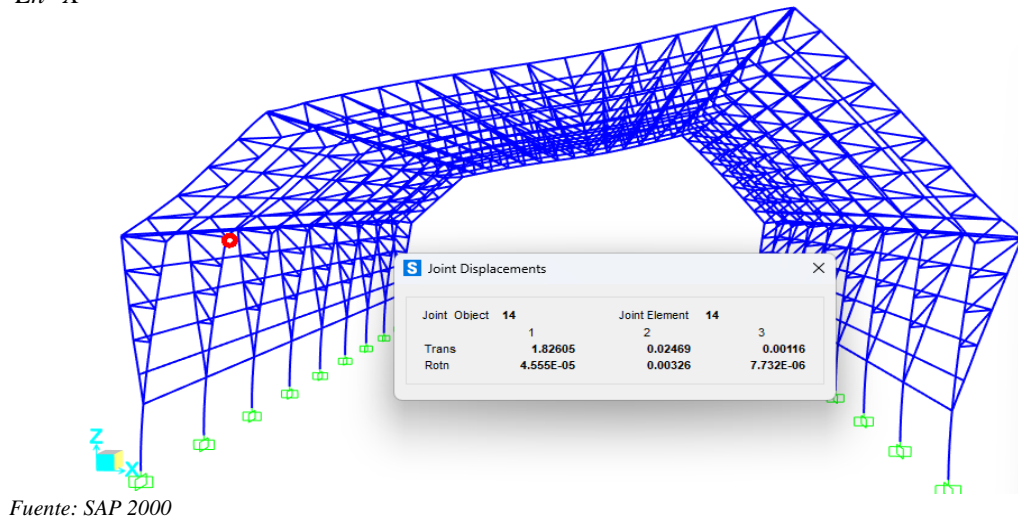 En "X"
S Joint Displacements
Joint Object 14 Joint Element 14
1 2 3
Trans 1.82605 0.02469 0.00116
Rotn 4.555E-05 0.00326 7.732E-06
Z
X
Fuente: SAP 2000